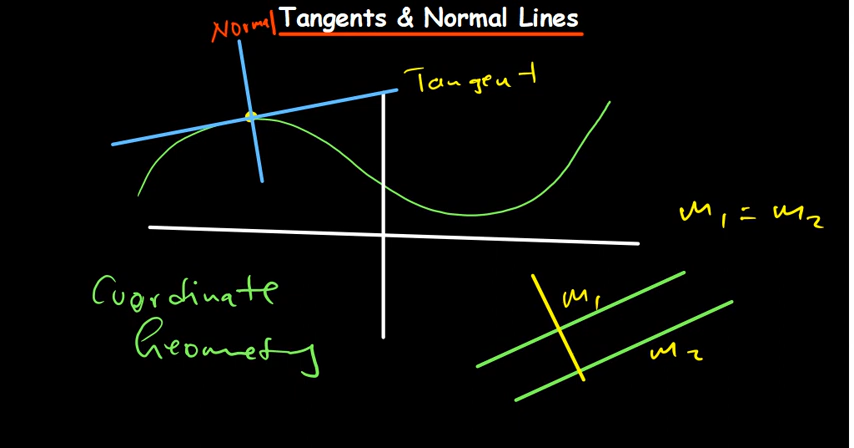 Normal
Tangents & Normal Lines
Tangent
m₁ = m₂
Coordinate
Geometry
m₁
m₂